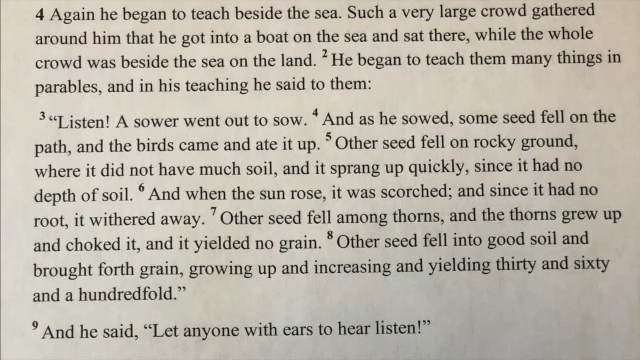 4 Again he began to teach beside the sea. Such a very large crowd gathered
around him that he got into a boat on the sea and sat there, while the whole
crowd was beside the sea on the land. 2 He began to teach them many things in
parables, and in his teaching he said to them:
3 “Listen! A sower went out to sow. 4 And as he sowed, some seed fell on the
path, and the birds came and ate it up. 5 Other seed fell on rocky ground,
where it did not have much soil, and it sprang up quickly, since it had no
depth of soil. 6 And when the sun rose, it was scorched; and since it had no
root, it withered away. 7 Other seed fell among thorns, and the thorns grew up
and choked it, and it yielded no grain. 8 Other seed fell into good soil and
brought forth grain, growing up and increasing and yielding thirty and sixty
and a hundredfold.”
9 And he said, “Let anyone with ears to hear listen!”